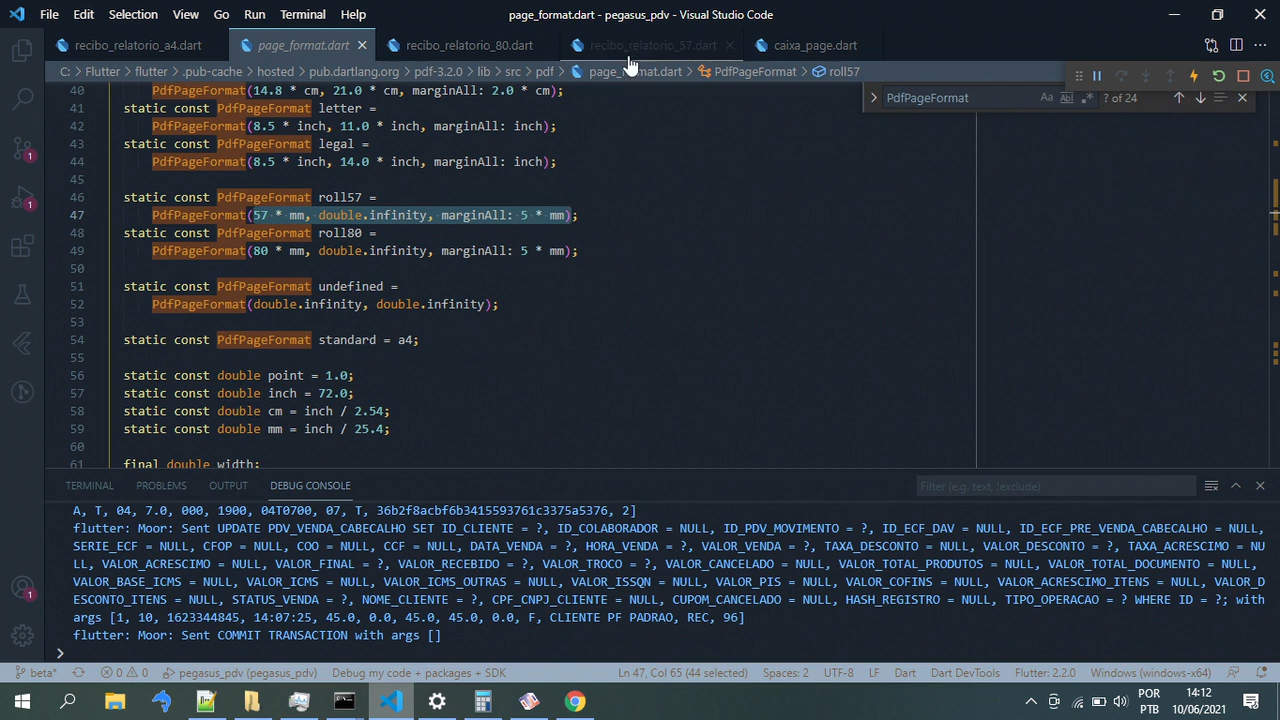 File Edit Selection View Go Run Terminal Help page_format.dart - pegasus_pdv - Visual Studio Code
recibo_relatorio_a4.dart page_format.dart recibo_relatorio_80.dart recibo_relatorio_57.dart caixa_page.dart
C: > Flutter > flutter > .pub-cache > hosted > pub.dartlang.org > pdf-3.2.0 > lib > src > pdf > page_format.dart > PdfPageFormat > roll57
PdfPageFormat Aa Ab ? of 24
40 PdfPageFormat(14.8 * cm, 21.0 * cm, marginAll: 2.0 * cm);
41 static const PdfPageFormat letter =
42 PdfPageFormat(8.5 * inch, 11.0 * inch, marginAll: inch);
43 static const PdfPageFormat legal =
44 PdfPageFormat(8.5 * inch, 14.0 * inch, marginAll: inch);
45
46 static const PdfPageFormat roll57 =
47 PdfPageFormat(57 * mm, double.infinity, marginAll: 5 * mm);
48 static const PdfPageFormat roll80 =
49 PdfPageFormat(80 * mm, double.infinity, marginAll: 5 * mm);
50
51 static const PdfPageFormat undefined =
52 PdfPageFormat(double.infinity, double.infinity);
53
54 static const PdfPageFormat standard = a4;
55
56 static const double point = 1.0;
57 static const double inch = 72.0;
58 static const double cm = inch / 2.54;
59 static const double mm = inch / 25.4;
60
61 final double width;
TERMINAL PROBLEMS OUTPUT DEBUG CONSOLE Filter (e.g. text, !exclude)
A, T, 04, 7.0, 000, 1900, 04T0700, 07, T, 36b2f8acbf6b3415593761c3375a5376, 2]
flutter: Moor: Sent UPDATE PDV_VENDA_CABECALHO SET ID_CLIENTE = ?, ID_COLABORADOR = NULL, ID_PDV_MOVIMENTO = ?, ID_ECF_DAV = NULL, ID_ECF_PRE_VENDA_CABECALHO = NULL,
SERIE_ECF = NULL, CFOP = NULL, COO = NULL, CCF = NULL, DATA_VENDA = ?, HORA_VENDA = ?, VALOR_VENDA = ?, TAXA_DESCONTO = NULL, VALOR_DESCONTO = ?, TAXA_ACRESCIMO = NU
LL, VALOR_ACRESCIMO = NULL, VALOR_FINAL = ?, VALOR_RECEBIDO = ?, VALOR_TROCO = ?, VALOR_CANCELADO = NULL, VALOR_TOTAL_PRODUTOS = NULL, VALOR_TOTAL_DOCUMENTO = NULL,
VALOR_BASE_ICMS = NULL, VALOR_ICMS = NULL, VALOR_ICMS_OUTRAS = NULL, VALOR_ISSQN = NULL, VALOR_PIS = NULL, VALOR_COFINS = NULL, VALOR_ACRESCIMO_ITENS = NULL, VALOR_D
ESCONTO_ITENS = NULL, STATUS_VENDA = ?, NOME_CLIENTE = ?, CPF_CNPJ_CLIENTE = NULL, CUPOM_CANCELADO = NULL, HASH_REGISTRO = NULL, TIPO_OPERACAO = ? WHERE ID = ?; with
args [1, 10, 1623344845, 14:07:25, 45.0, 0.0, 45.0, 45.0, 0.0, F, CLIENTE PF PADRAO, REC, 96]
flutter: Moor: Sent COMMIT TRANSACTION with args []
beta* 0 0 pegasus_pdv (pegasus_pdv) Debug my code + packages + SDK Ln 47, Col 65 (44 selected) Spaces: 2 UTF-8 LF Dart Dart DevTools Flutter: 2.2.0 Windows (windows-x64)
POR 14:12
PTB 10/06/2021